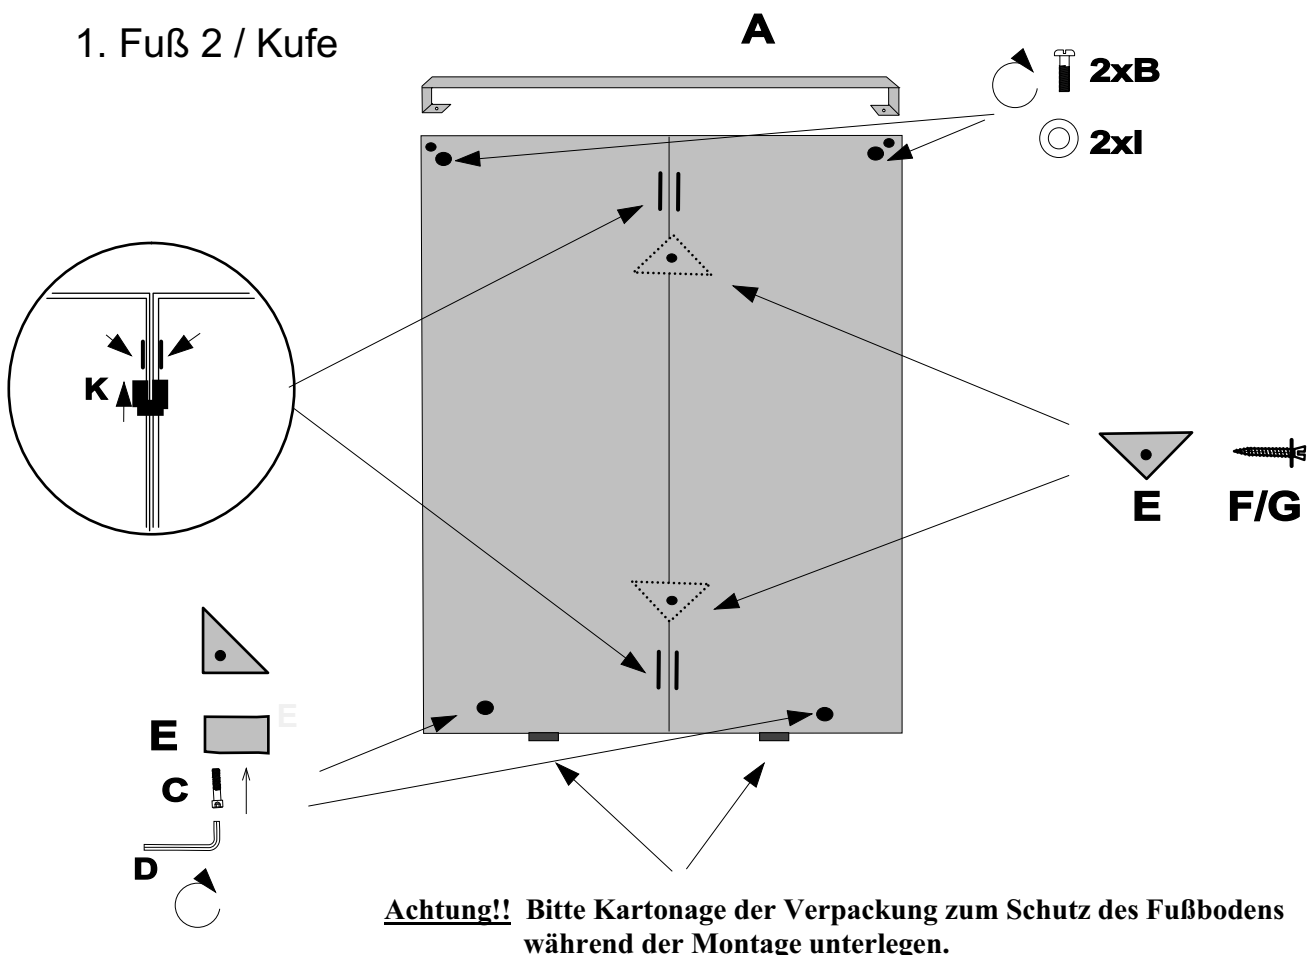 1. Fuß 2 / Kufe
A
2xB
2xI
K
E
F/G
E
E
C
D
Achtung!! Bitte Kartonage der Verpackung zum Schutz des Fußbodens
während der Montage unterlegen.